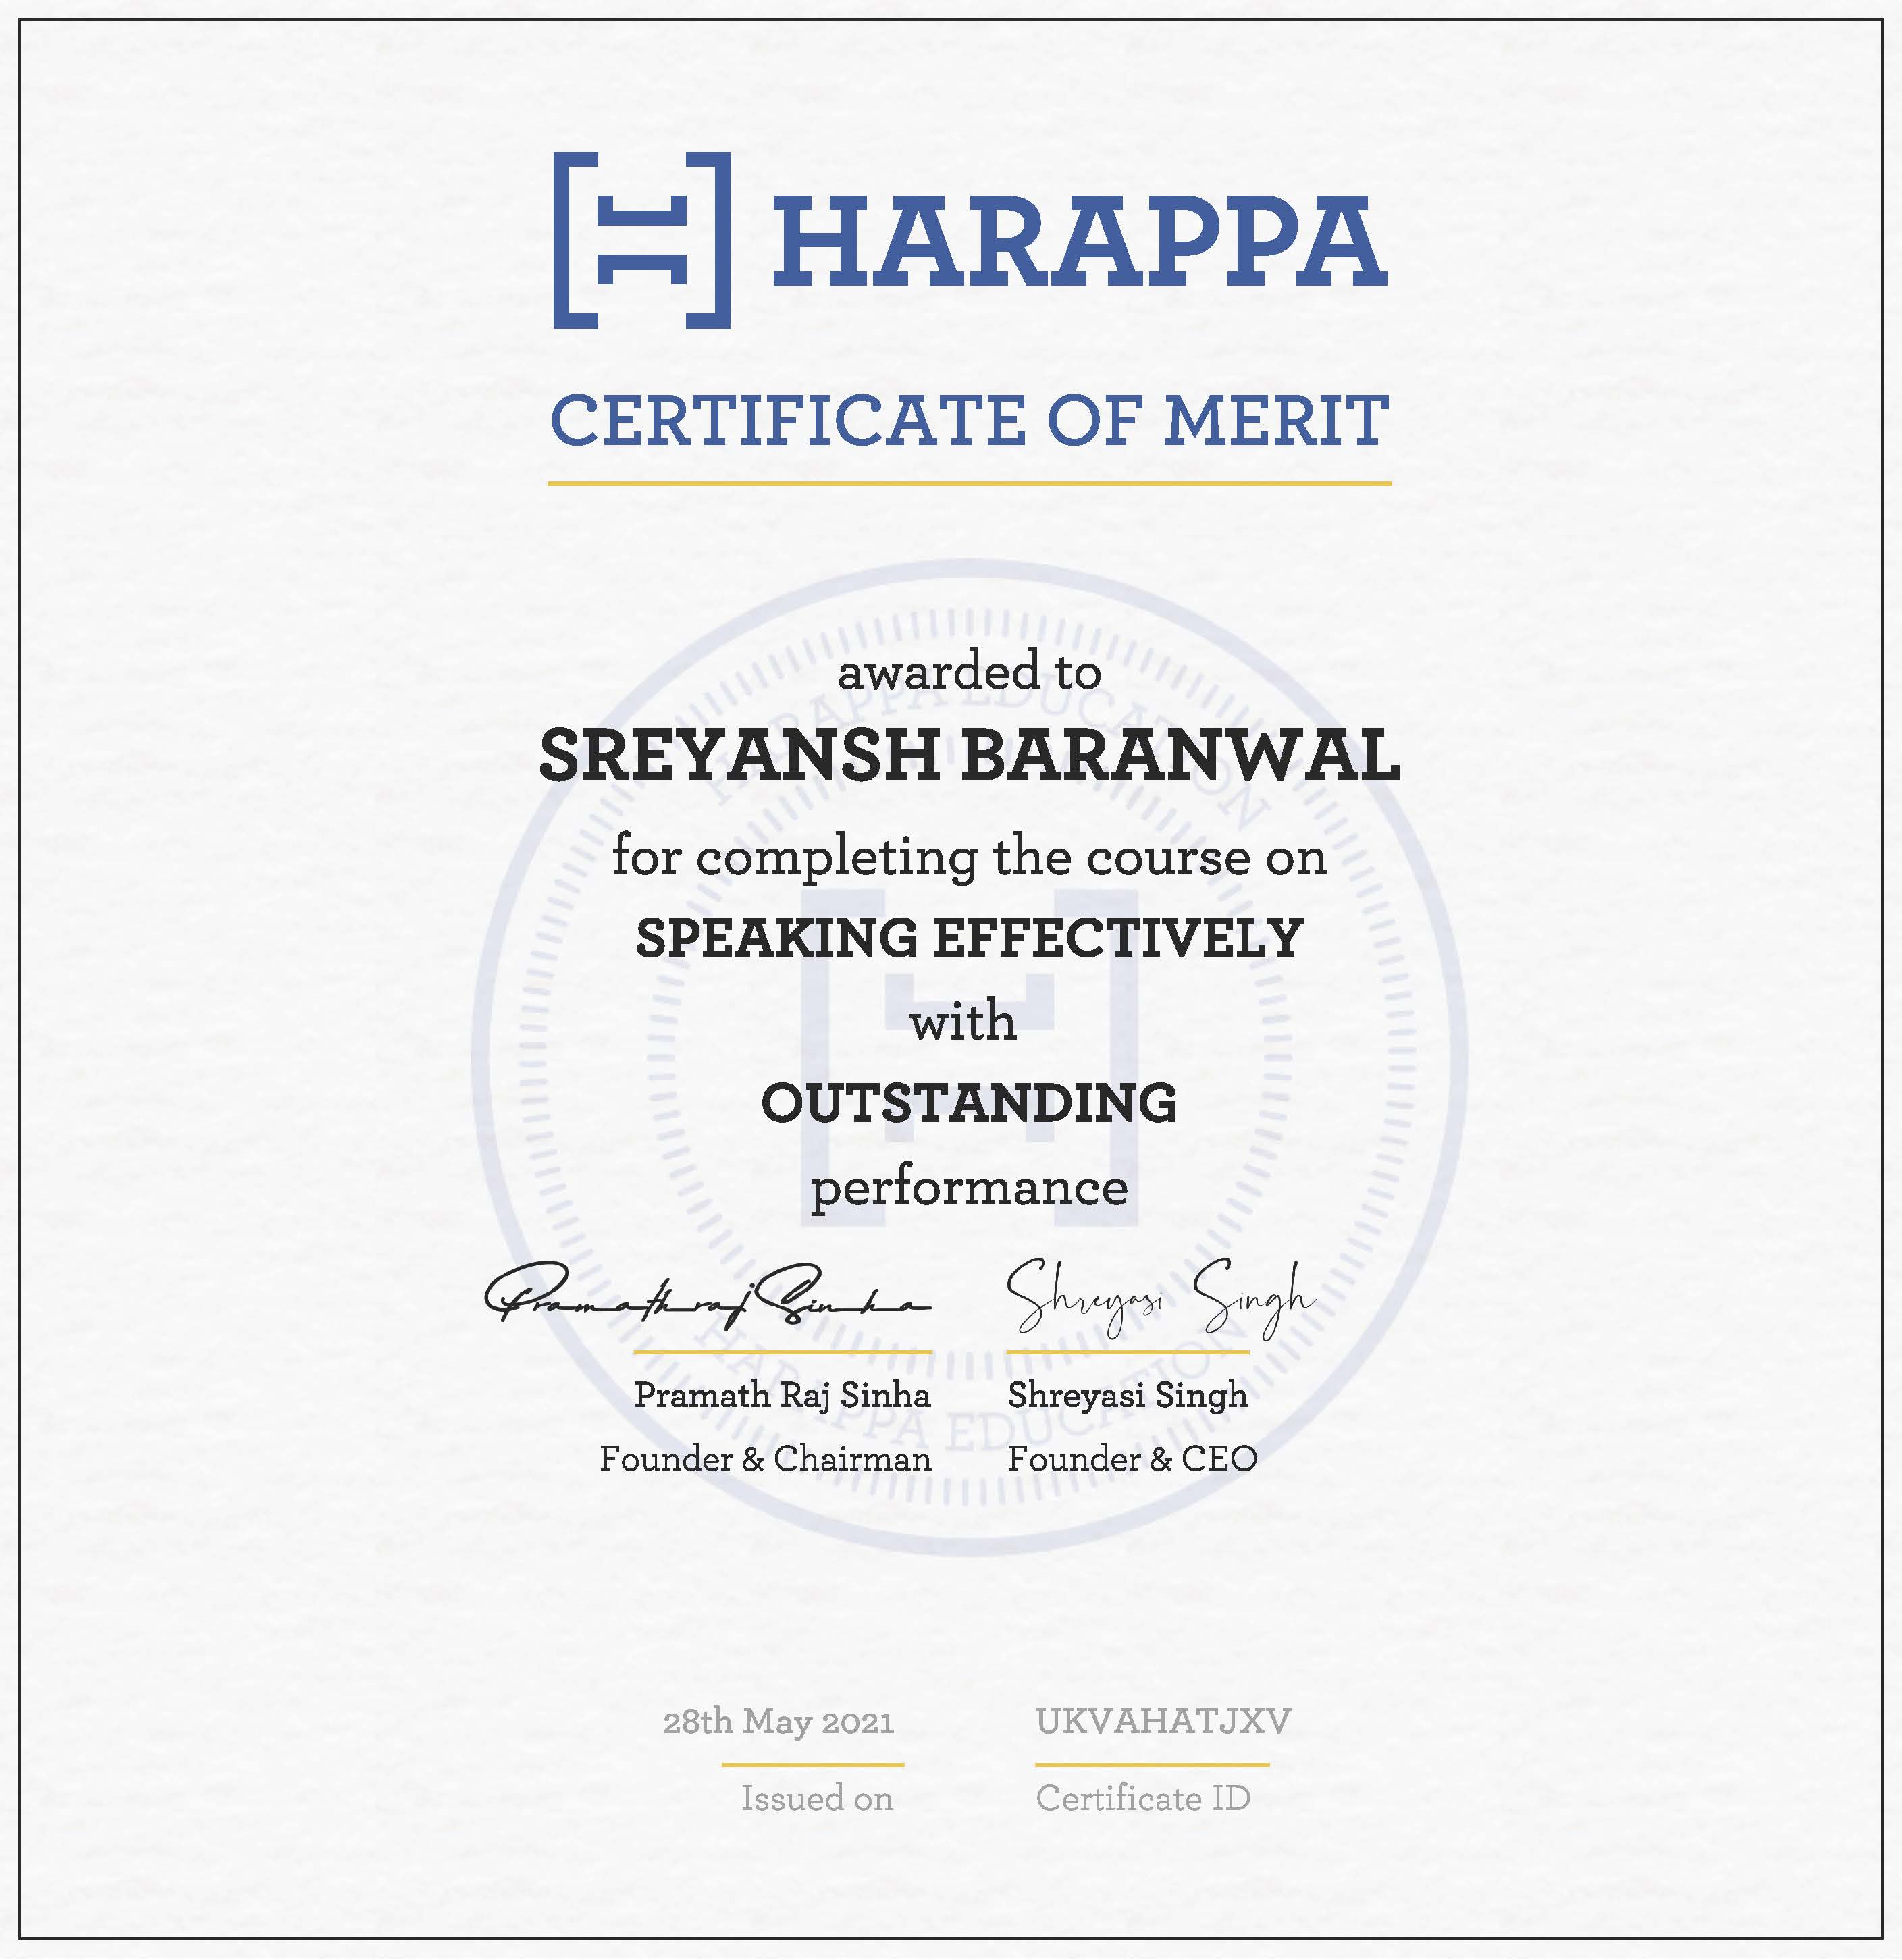 HARAPPA
CERTIFICATE OF MERIT
HARAPPA EDUCATION
awarded to
SREYANSH BARANWAL
for completing the course on
SPEAKING EFFECTIVELY
with
OUTSTANDING
performance
Pramath raj Sinha Shreyasi Singh
Pramath Raj Sinha Shreyasi Singh
HARAPPA EDUCATION
Founder & Chairman Founder & CEO
28th May 2021 UKVAHATJXV
Issued on Certificate ID